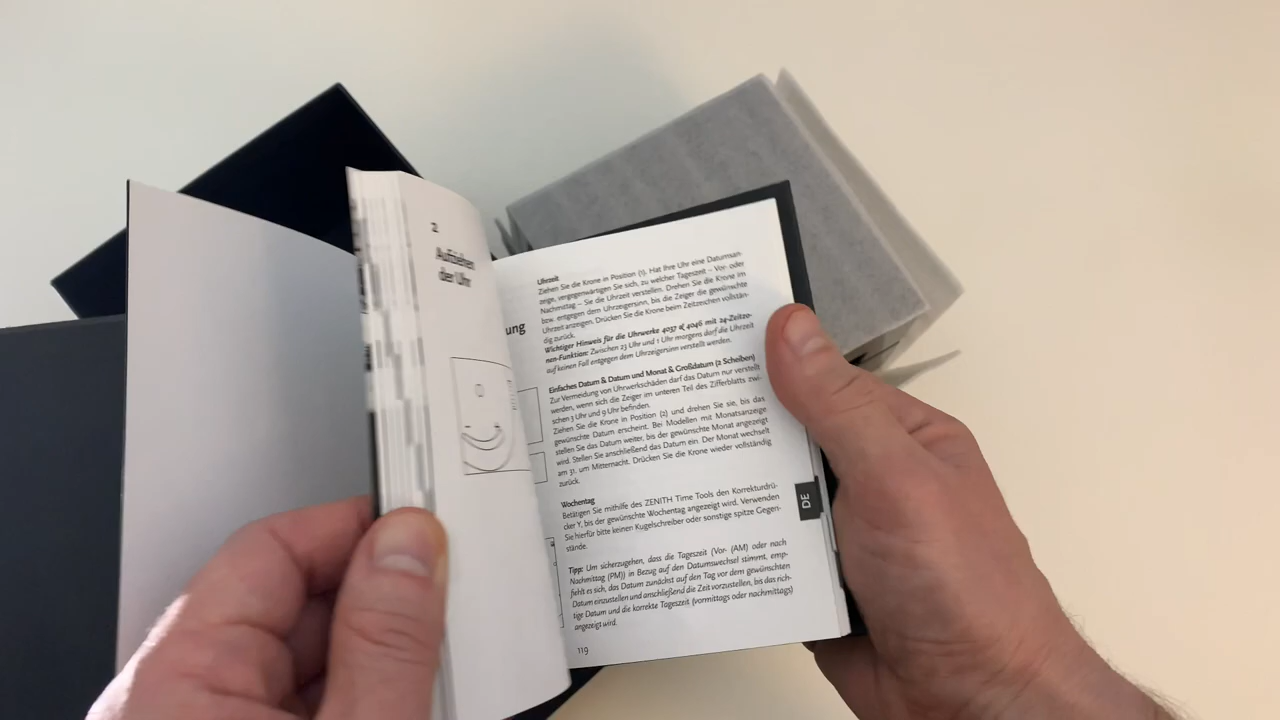 2
Aufziehen
der Uhr
ung
Uhrzeit
Ziehen Sie die Krone in Position (1). Hat Ihre Uhr eine Datumsan-
zeige, vergegenwärtigen Sie sich, zu welcher Tageszeit – Vor- oder
Nachmittag – Sie die Uhrzeit verstellen. Drehen Sie die Krone im
bzw. entgegen dem Uhrzeigersinn, bis die Zeiger die gewünschte
Uhrzeit anzeigen. Drücken Sie die Krone beim Zeitzeichen vollstän-
dig zurück.
Wichtiger Hinweis für die Uhrwerke 4037 & 4046 mit 24-Zeitzo-
nen-Funktion: Zwischen 23 Uhr und 1 Uhr morgens darf die Uhrzeit
auf keinen Fall entgegen dem Uhrzeigersinn verstellt werden.
Einfaches Datum & Datum und Monat & Großdatum (2 Scheiben)
Zur Vermeidung von Uhrwerkschäden darf das Datum nur verstellt
werden, wenn sich die Zeiger im unteren Teil des Zifferblatts zwi-
schen 3 Uhr und 9 Uhr befinden.
Ziehen Sie die Krone in Position (2) und drehen Sie sie, bis das
gewünschte Datum erscheint. Bei Modellen mit Monatsanzeige
stellen Sie das Datum weiter, bis der gewünschte Monat angezeigt
wird. Stellen Sie anschließend das Datum ein. Der Monat wechselt
am 31. um Mitternacht. Drücken Sie die Krone wieder vollständig
zurück.
Wochentag
Betätigen Sie mithilfe des ZENITH Time Tools den Korrekturdrü-
cker Y, bis der gewünschte Wochentag angezeigt wird. Verwenden
Sie hierfür bitte keinen Kugelschreiber oder sonstige spitze Gegen-
stände.
Tipp: Um sicherzugehen, dass die Tageszeit (Vor- (AM) oder nach
Nachmittag (PM)) in Bezug auf den Datumswechsel stimmt, emp-
fiehlt es sich, das Datum zunächst auf den Tag vor dem gewünschten
Datum einzustellen und anschließend die Zeit vorzustellen, bis das rich-
tige Datum und die korrekte Tageszeit (vormittags oder nachmittags)
angezeigt wird.
119
DE